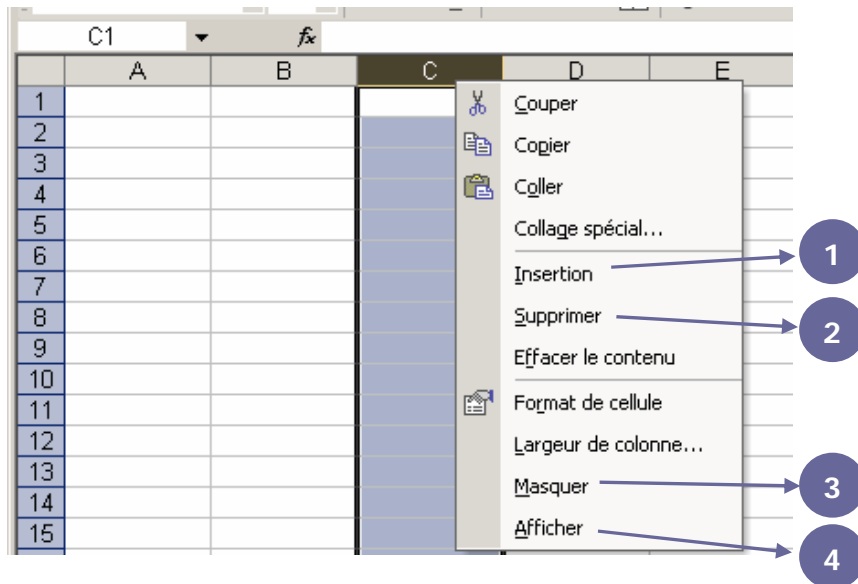 C1 fx
A B C D E
1 Couper
2 Copier
3
4 Coller
5 Collage spécial...
6 1
7 Insertion
8 Supprimer 2
9 Effacer le contenu
10
11 Format de cellule
12 Largeur de colonne...
13 Masquer 3
14
15 Afficher 4